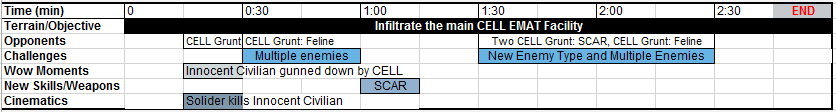 Time (min) 0 0:30 1:00 1:30 2:00 2:30 END
Terrain/Objective Infiltrate the main CELL EMAT Facility
Opponents CELL Grunt CELL Grunt: Feline Two CELL Grunt: SCAR, CELL Grunt: Feline
Challenges Multiple enemies New Enemy Type and Multiple Enemies
Wow Moments Innocent Civilian gunned down by CELL
New Skills/Weapons SCAR
Cinematics Solider kills Innocent Civilian